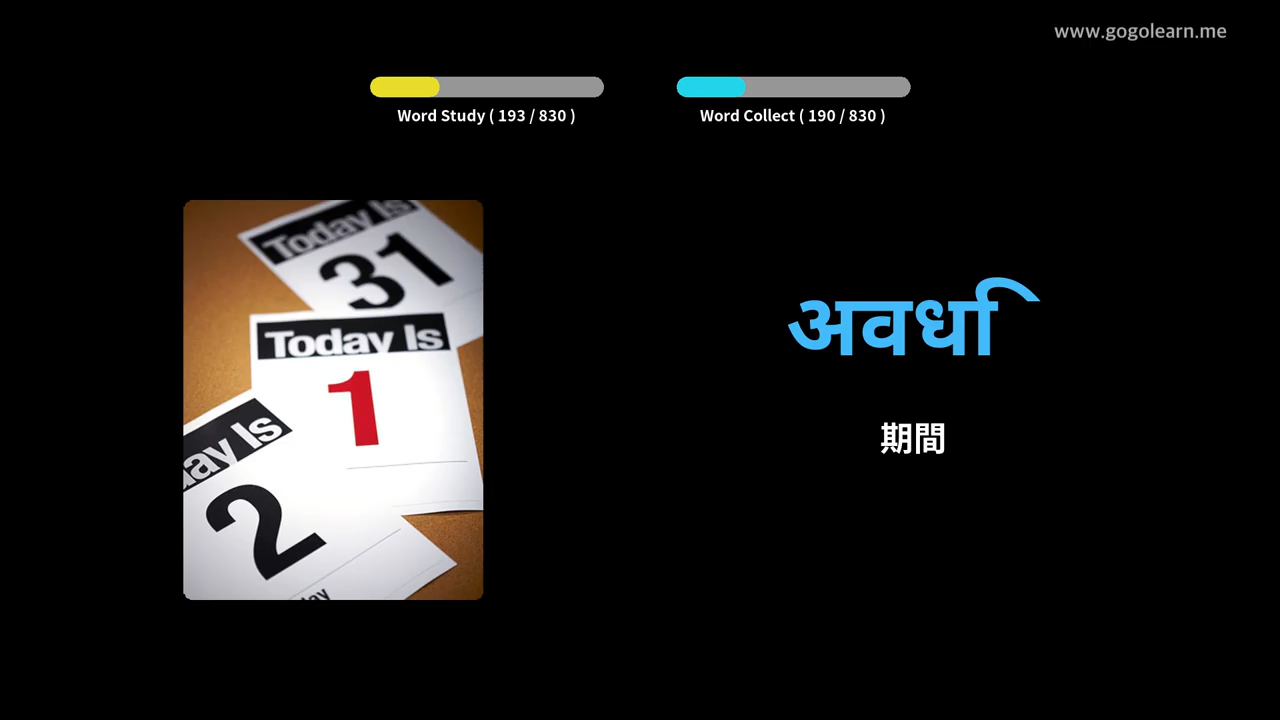 www.gogolearn.me
Word Study ( 193 / 830 )
Word Collect ( 190 / 830 )
Today Is
31
Today Is
1
ay Is
2
अवधि
期間